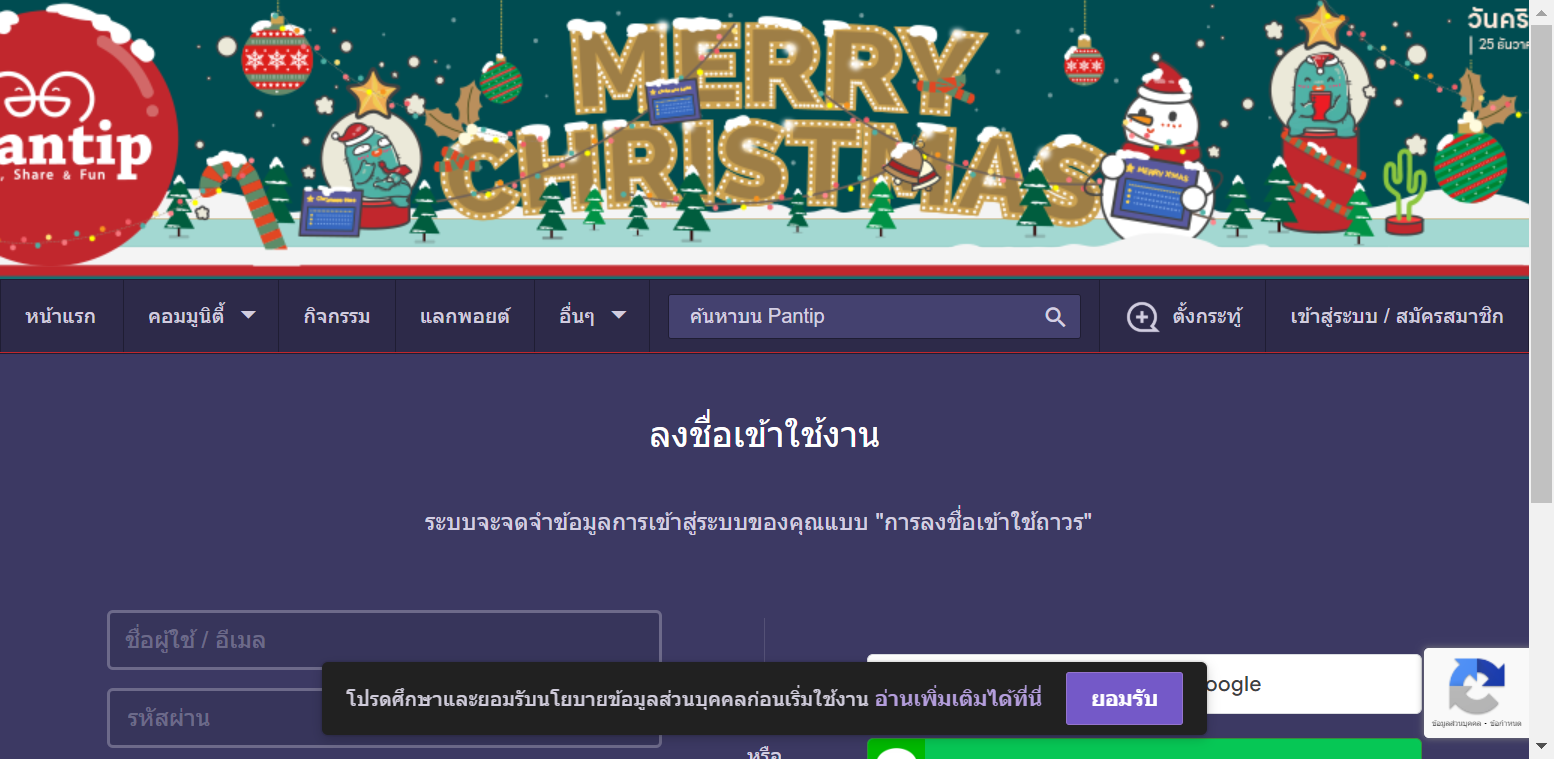 MERRY
CHRISTMAS
antip
, Share & Fun
Christmas Eve
MERRY XMAS
วันคริ
25 ธันวาค
หน้าแรก
คอมมูนิตี้
กิจกรรม
แลกพอยต์
อื่นๆ
ค้นหาบน Pantip
ตั้งกระทู้
เข้าสู่ระบบ / สมัครสมาชิก
ลงชื่อเข้าใช้งาน
ระบบจะจดจำข้อมูลการเข้าสู่ระบบของคุณแบบ "การลงชื่อเข้าใช้ถาวร"
ชื่อผู้ใช้ / อีเมล
รหัสผ่าน
โปรดศึกษาและยอมรับนโยบายข้อมูลส่วนบุคคลก่อนเริ่มใช้งาน อ่านเพิ่มเติมได้ที่นี่
ยอมรับ
oogle
หรือ
ข้อมูลส่วนบุคคล - ข้อกำหนด